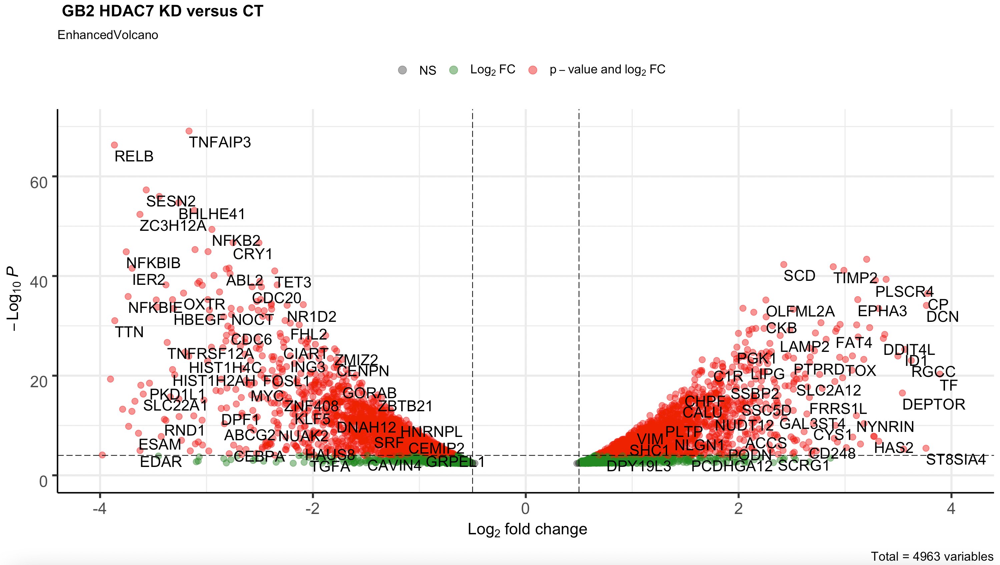 GB2 HDAC7 KD versus CT
EnhancedVolcano
NS Log2 FC p – value and log2 FC
TNFAIP3
RELB
60
SESN2
BHLHE41
ZC3H12A
NFKB2
CRY1
NFKBIB
SCD
TIMP2
40
IER2
ABL2
TET3
PLSCR4
CDC20
CP
NFKBIE
OXTR
OLFML2A
EPHA3
DCN
HBEGF
NOCT
NR1D2
CKB
TTN
FHL2
CDC6
FAT4
LAMP2
DDIT4L
TNFRSF12A
CIART
ZMIZ2
PGK1
ID1
HIST1H4C
ING3
CENPN
PTPRD
TOX
RGCC
20
HIST1H2AH
FOSL1
C1R
LIPG
TF
PKD1L1
MYC
GORAB
SSBP2
SLC2A12
SLC22A1
ZNF408
ZBTB21
CHPF
CALU
SSC5D
FRRS1L
DEPTOR
DPF1
KLF5
NUDT12
GAL3ST4
NYNRIN
RND1
ABCG2
NUAK2
DNAH12
HNRNPL
VIM
PLTP
CYS1
ESAM
SRF
CEMIP2
SHC1
NLGN1
ACCS
HAS2
CEBPA
HAUS8
PODN
CD248
ST8SIA4
EDAR
TGFA
CAVIN4
GRPEL1
DPY19L3
PCDHGA12
SCRG1
0
– Log10 P
-4 -2 0 2 4
Log2 fold change
Total = 4963 variables